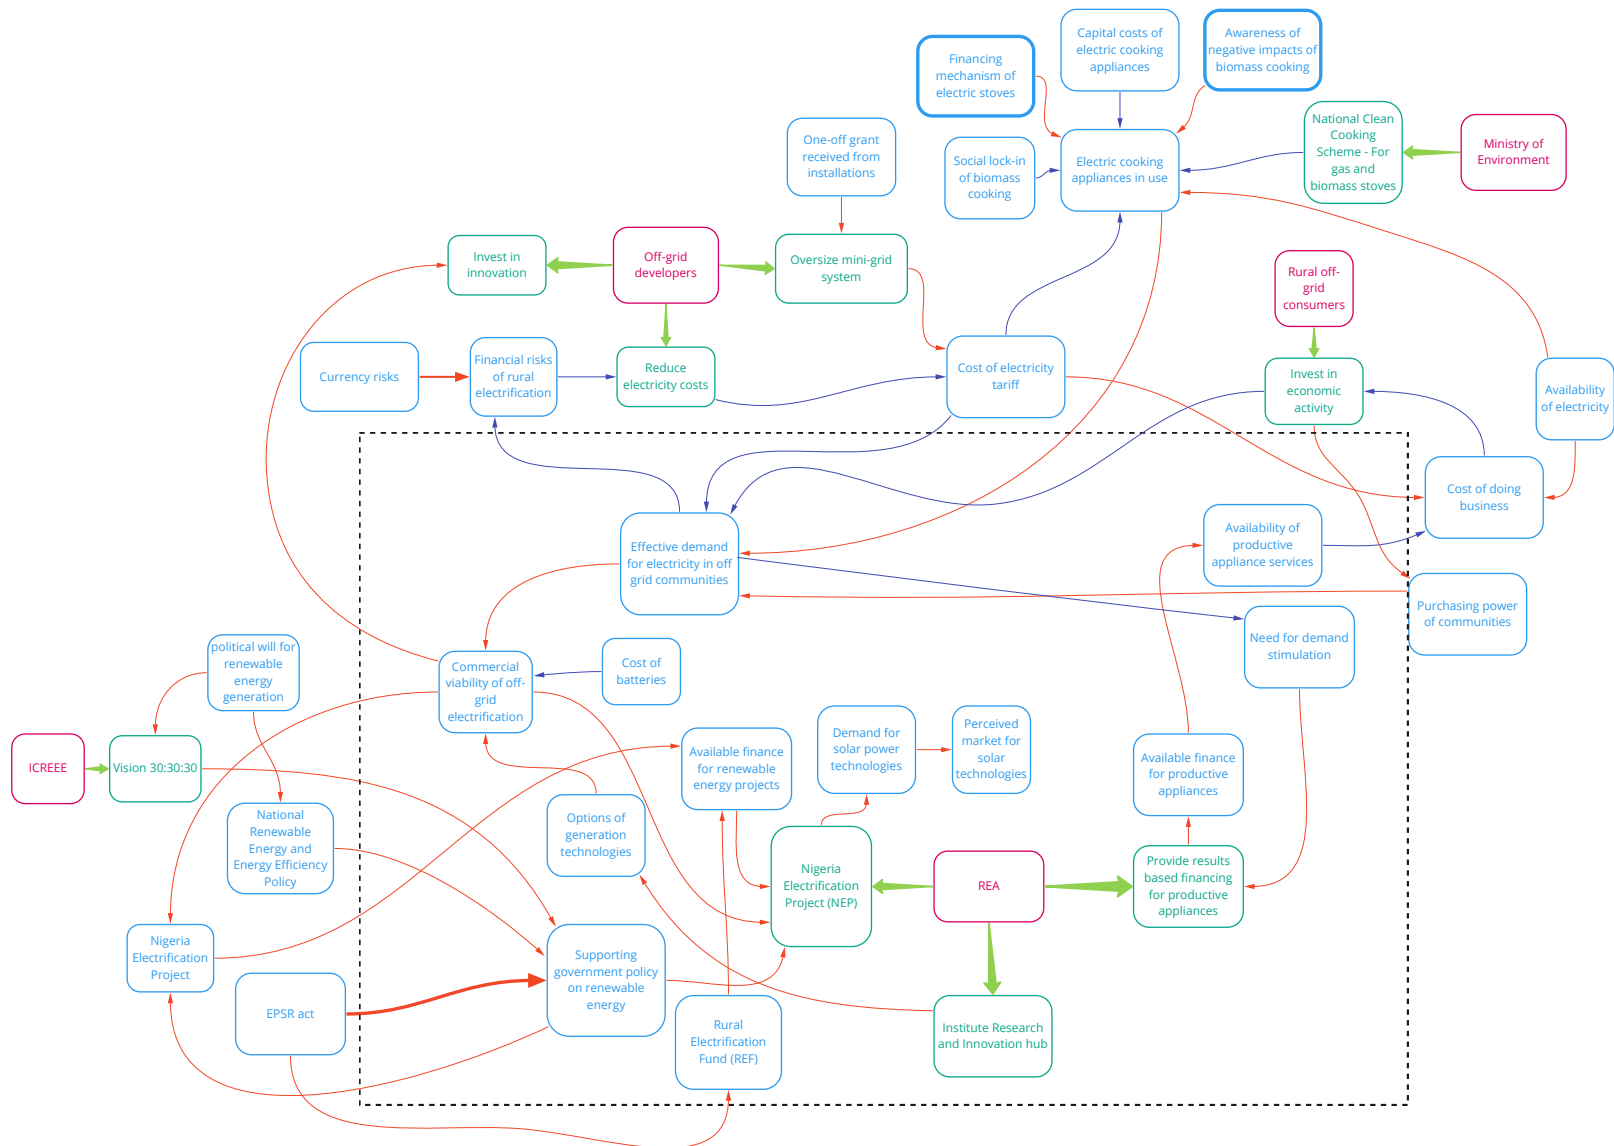 Financing
mechanism of
electric stoves
Capital costs of
electric cooking
appliances
Awareness of
negative impacts of
biomass cooking
One-off grant
received from
installations
Social lock-in
of biomass
cooking
Electric cooking
appliances in use
National Clean
Cooking
Scheme - For
gas and
biomass stoves
Ministry of
Environment
Invest in
innovation
Off-grid
developers
Oversize mini-grid
system
Rural off-
grid
consumers
Currency risks
Financial risks
of rural
electrification
Reduce
electricity costs
Cost of electricity
tariff
Invest in
economic
activity
Availability
of electricity
Cost of doing
business
Effective demand
for electricity in off
grid communities
Availability of
productive
appliance services
Purchasing power
of communities
Need for demand
stimulation
political will for
renewable
energy
generation
Commercial
viability of off-
grid
electrification
Cost of
batteries
ICREEE
Vision 30:30:30
Available finance
for renewable
energy projects
Demand for
solar power
technologies
Perceived
market for
solar
technologies
Available finance
for productive
appliances
National
Renewable
Energy and
Energy Efficiency
Policy
Options of
generation
technologies
Nigeria
Electrification
Project (NEP)
REA
Provide results
based financing
for productive
appliances
Nigeria
Electrification
Project
EPSR act
Supporting
government policy
on renewable
energy
Rural
Electrification
Fund (REF)
Institute Research
and Innovation hub